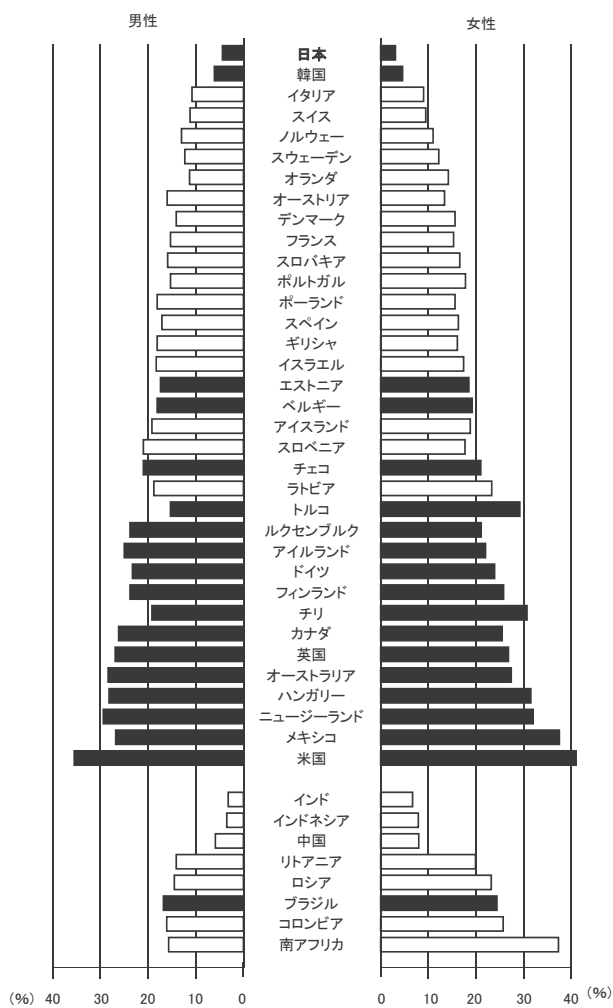 男性 女性
日本
韓国
イタリア
スイス
ノルウェー
スウェーデン
オランダ
オーストリア
デンマーク
フランス
スロバキア
ポルトガル
ポーランド
スペイン
ギリシャ
イスラエル
エストニア
ベルギー
アイスランド
スロベニア
チェコ
ラトビア
トルコ
ルクセンブルク
アイルランド
ドイツ
フィンランド
チリ
カナダ
英国
オーストラリア
ハンガリー
ニュージーランド
メキシコ
米国
インド
インドネシア
中国
リトアニア
ロシア
ブラジル
コロンビア
南アフリカ
(%) 40 30 20 10 0 0 10 20 30 40 (%)